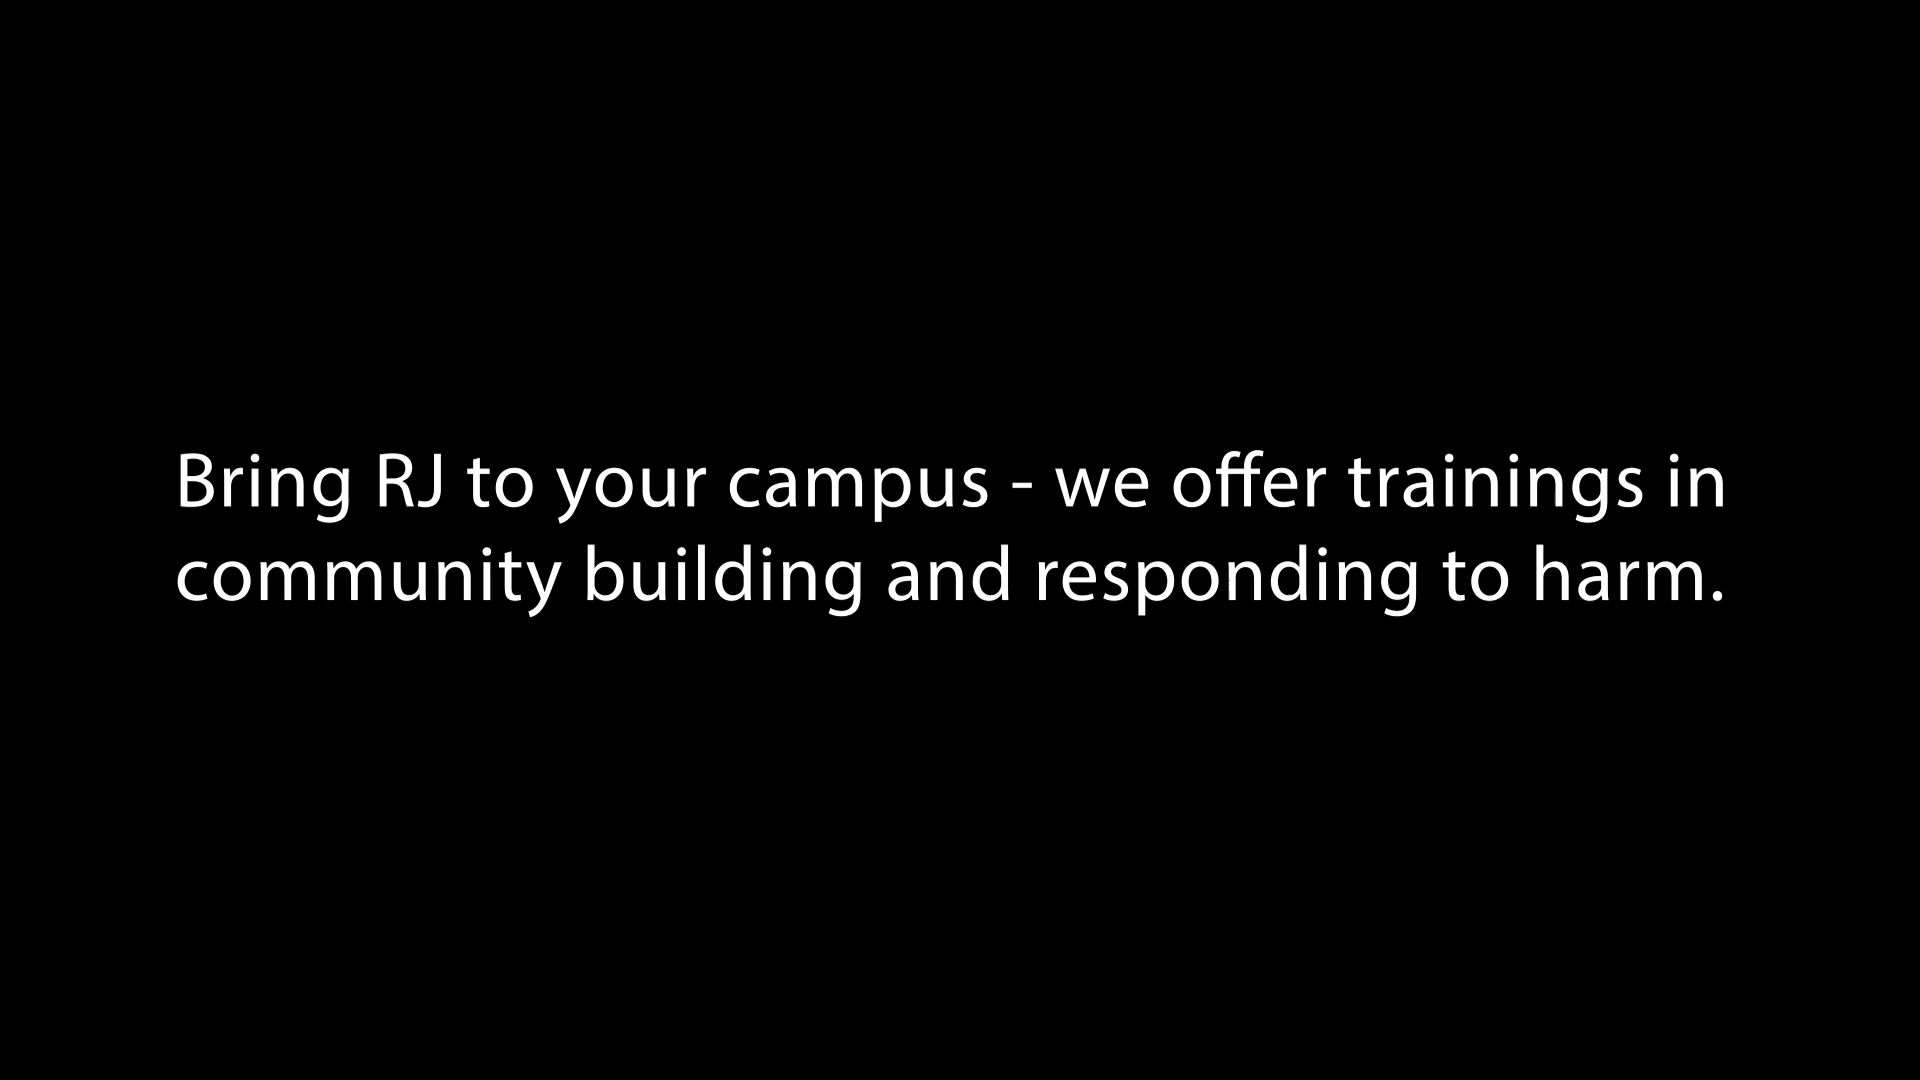 Bring RJ to your campus - we offer trainings in
community building and responding to harm.